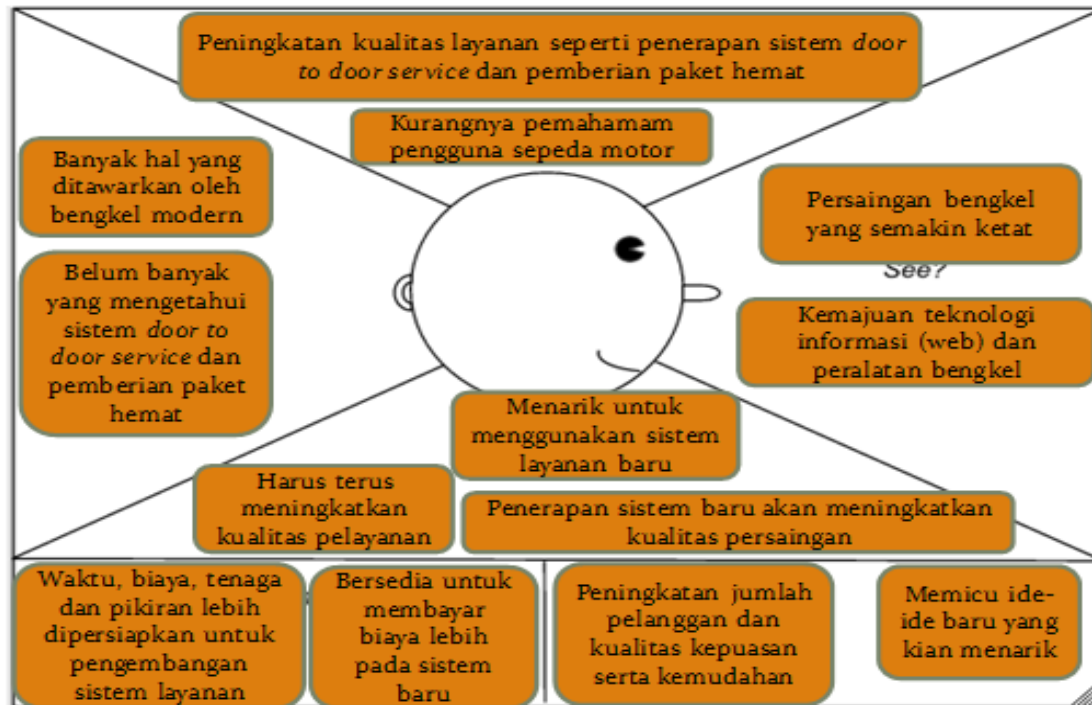 Peningkatan kualitas layanan seperti penerapan sistem door
to door service dan pemberian paket hemat
Kurangnya pemahamam
pengguna sepeda motor
Banyak hal yang
ditawarkan oleh
bengkel modern
Belum banyak
yang mengetahui
sistem door to
door service dan
pemberian paket
hemat
Persaingan bengkel
yang semakin ketat
See?
Kemajuan teknologi
informasi (web) dan
peralatan bengkel
Menarik untuk
menggunakan sistem
layanan baru
Harus terus
meningkatkan
kualitas pelayanan
Penerapan sistem baru akan meningkatkan
kualitas persaingan
Waktu, biaya, tenaga
dan pikiran lebih
dipersiapkan untuk
pengembangan
sistem layanan
Bersedia untuk
membayar
biaya lebih
pada sistem
baru
Peningkatan jumlah
pelanggan dan
kualitas kepuasan
serta kemudahan
Memicu ide-
ide baru yang
kian menarik